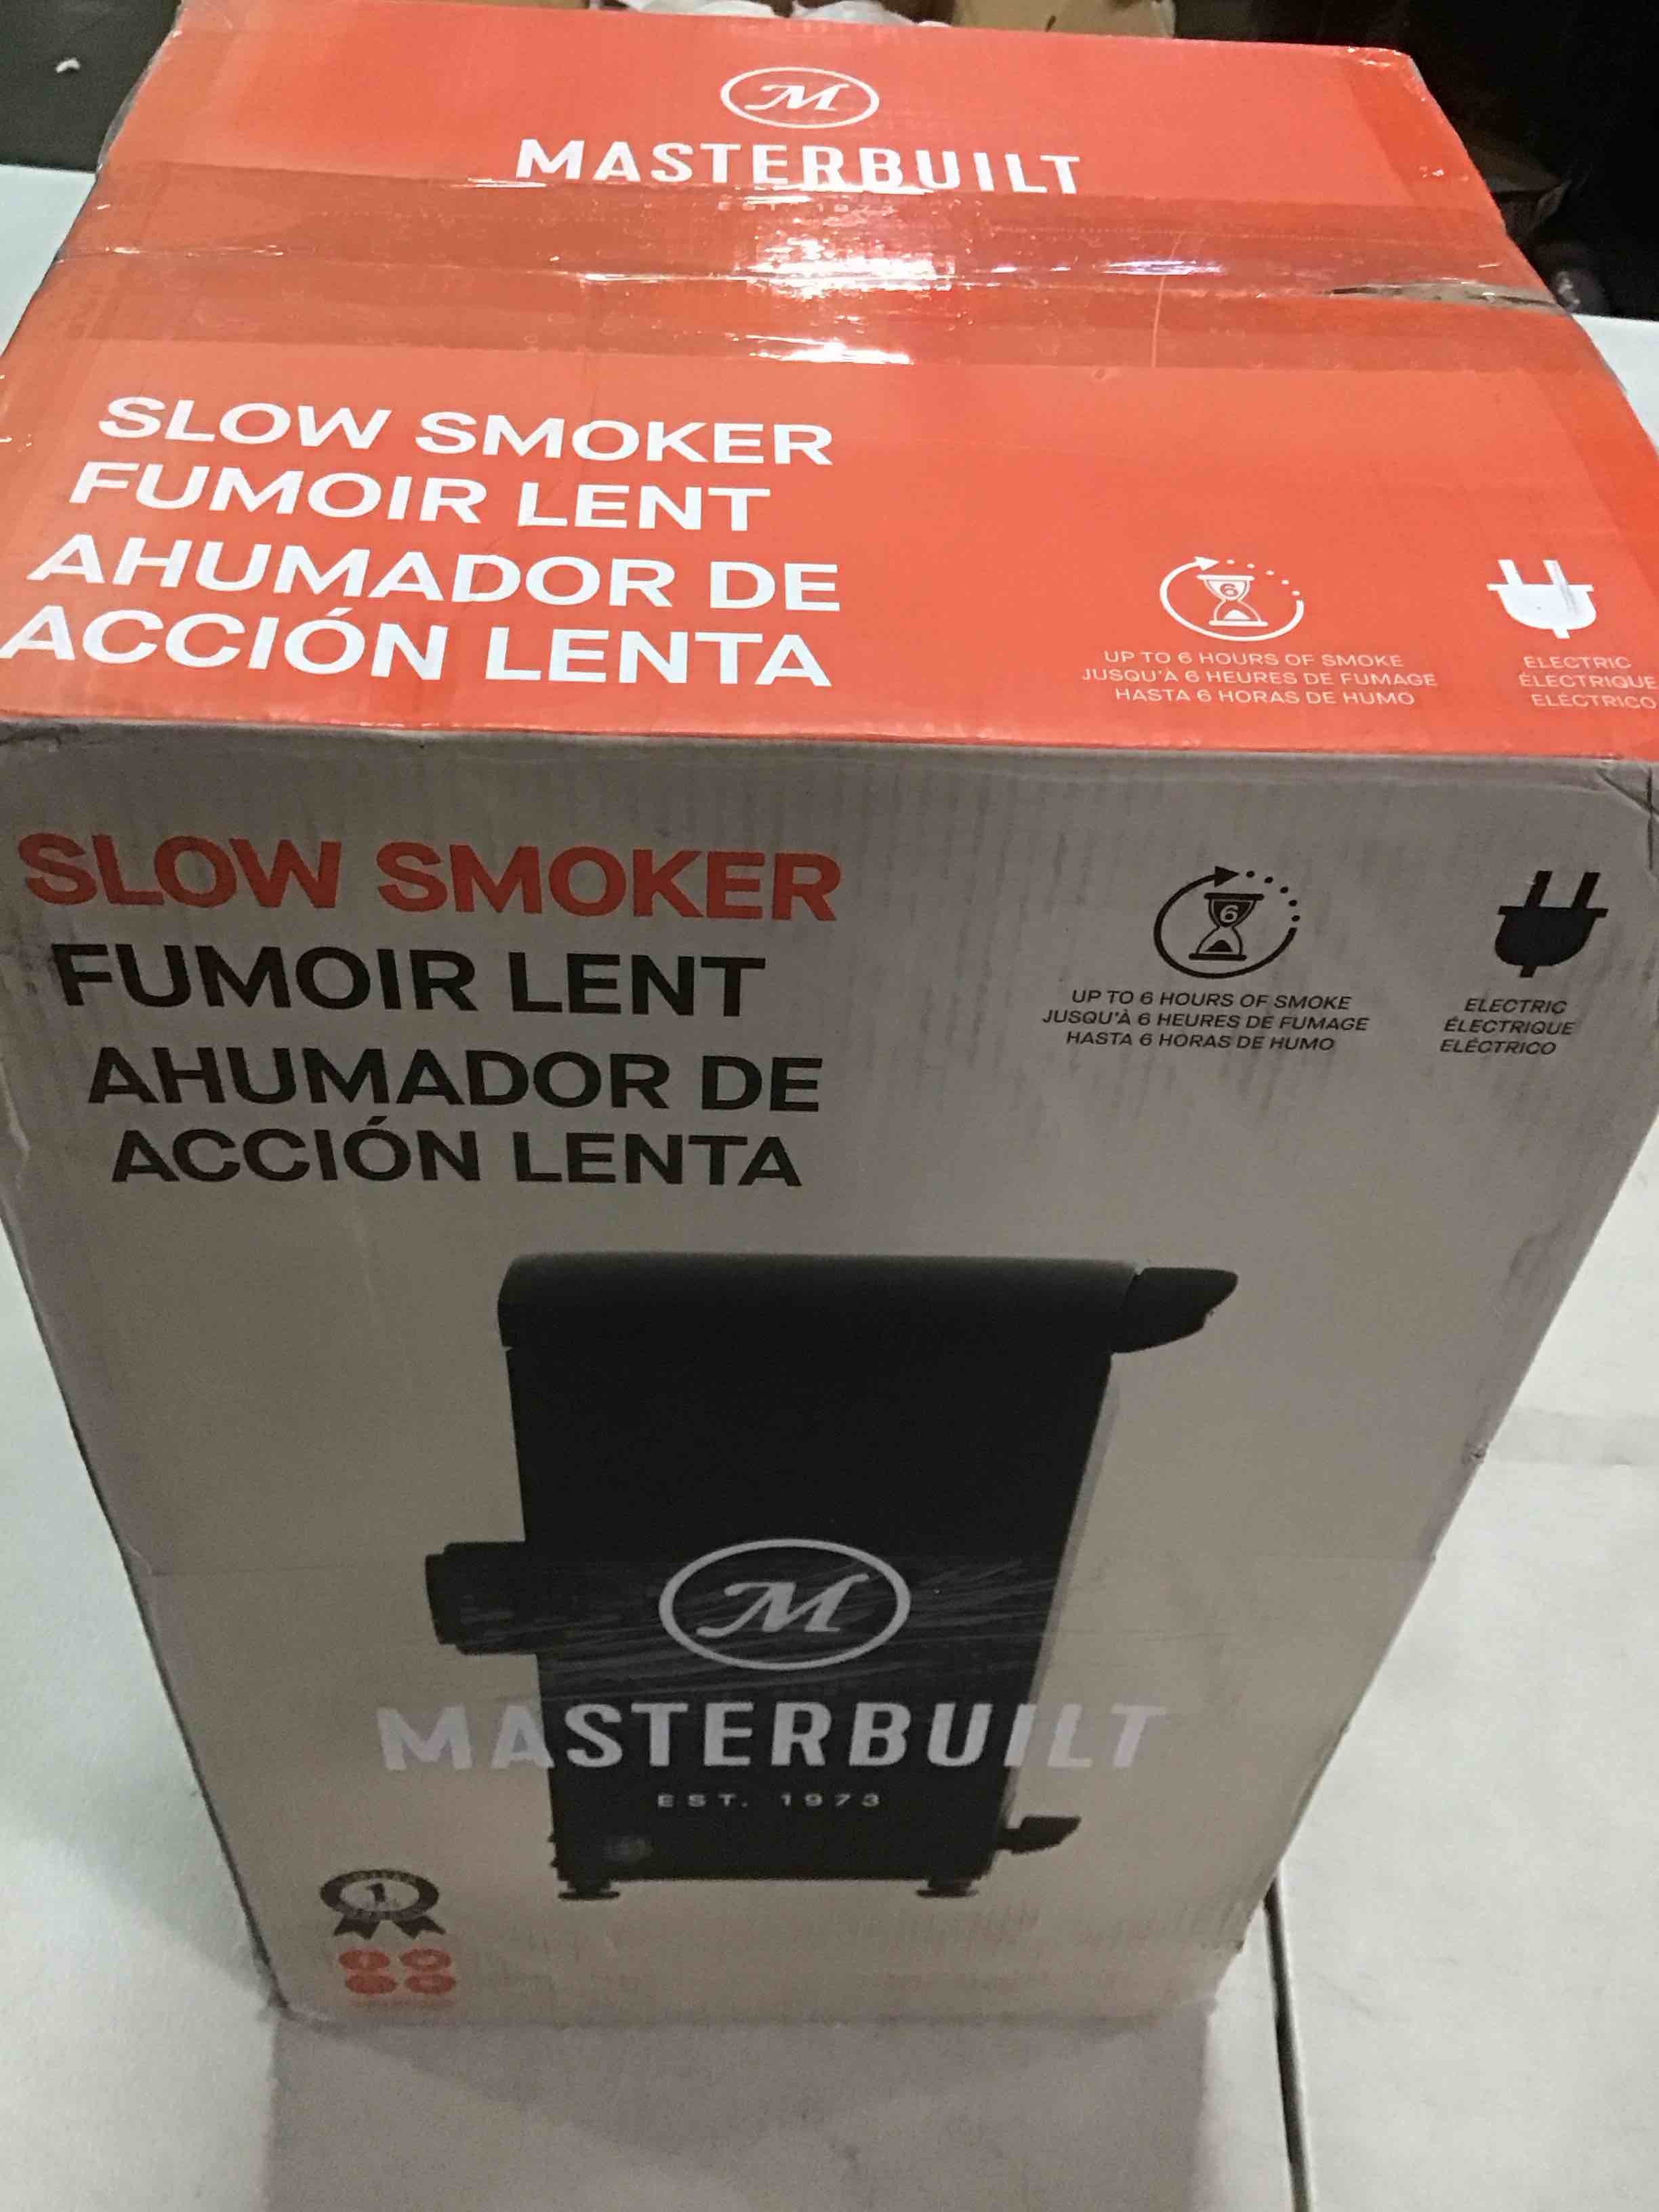 M
MASTERBUILT
SLOW SMOKER
FUMOIR LENT
AHUMADOR DE
ACCIÓN LENTA
6
UP TO 6 HOURS OF SMOKE
JUSQU'À 6 HEURES DE FUMAGE
HASTA 6 HORAS DE HUMO
ELECTRIC
ÉLECTRIQUE
ELÉCTRICO
SLOW SMOKER
FUMOIR LENT
AHUMADOR DE
ACCIÓN LENTA
6
UP TO 6 HOURS OF SMOKE
JUSQU'À 6 HEURES DE FUMAGE
HASTA 6 HORAS DE HUMO
ELECTRIC
ÉLECTRIQUE
ELÉCTRICO
M
MASTERBUILT
EST. 1973
1